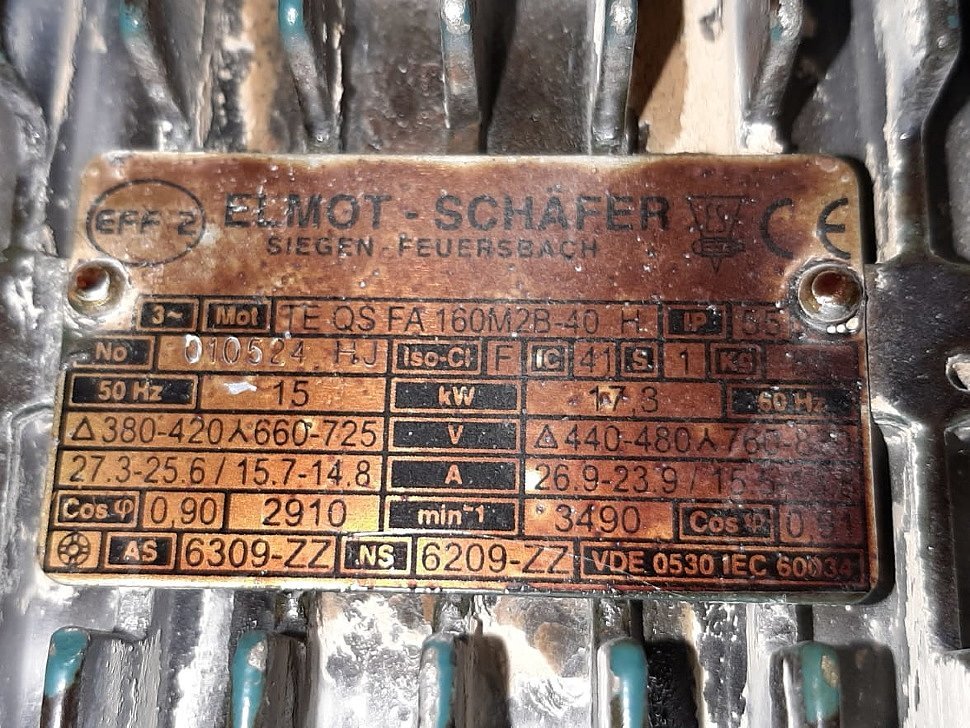 EFF 2 ELMOT - SCHÄFER CE
SIEGEN - FEUERSBACH
3~ Mot TE QS FA 160M2B-40 H IP 55
No 010524 HJ Iso-Cl F IC 41 S 1 KG
50 Hz 15 kW 17,3 60 Hz
Δ380-420⅄660-725 V Δ440-480⅄
27.3-25.6 / 15.7-14.8 A 26.9-23.9 /
Cos φ 0,90 2910 min⁻¹ 3490 Cos φ
AS 6309-ZZ NS 6209-ZZ VDE 0530 IEC 60034